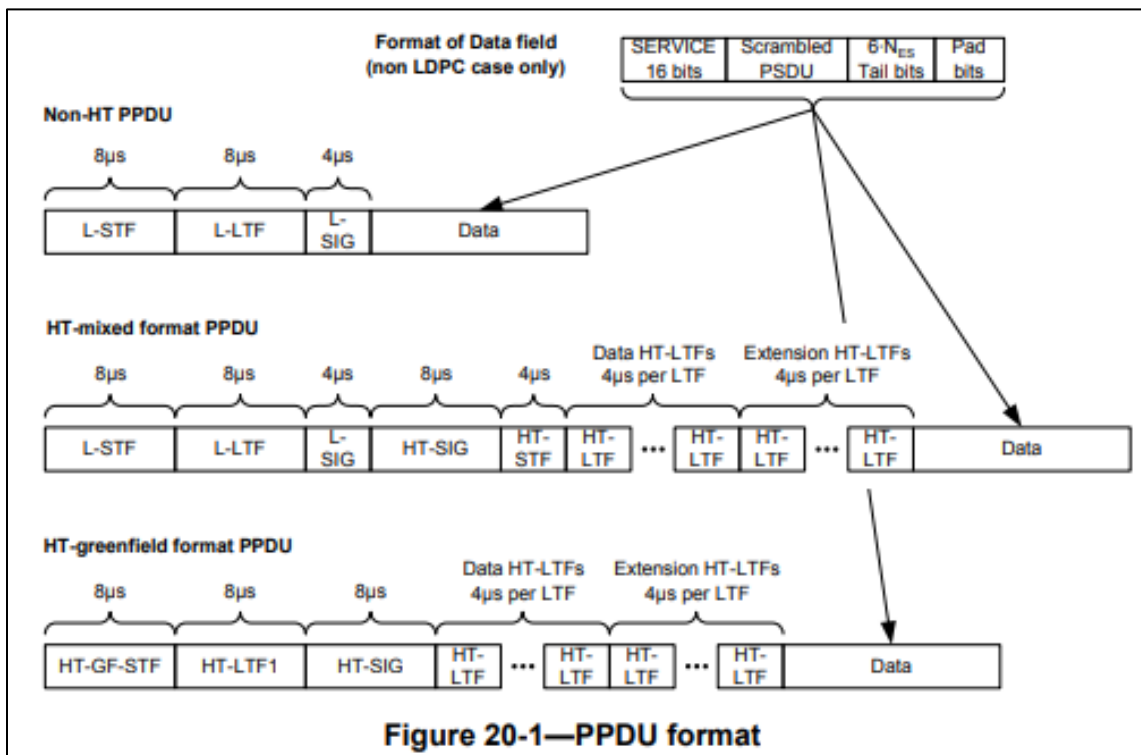 Format of Data field
(non LDPC case only)
SERVICE
16 bits
Scrambled
PSDU
6·N_ES
Tail bits
Pad
bits
Non-HT PPDU
8µs
8µs
4µs
L-STF
L-LTF
L-
SIG
Data
HT-mixed format PPDU
Data HT-LTFs
4µs per LTF
Extension HT-LTFs
4µs per LTF
8µs
8µs
4µs
8µs
4µs
L-STF
L-LTF
L-
SIG
HT-SIG
HT-
STF
HT-
LTF
•••
HT-
LTF
HT-
LTF
•••
HT-
LTF
Data
HT-greenfield format PPDU
Data HT-LTFs
4µs per LTF
Extension HT-LTFs
4µs per LTF
8µs
8µs
8µs
HT-GF-STF
HT-LTF1
HT-SIG
HT-
LTF
•••
HT-
LTF
HT-
LTF
•••
HT-
LTF
Data
Figure 20-1—PPDU format